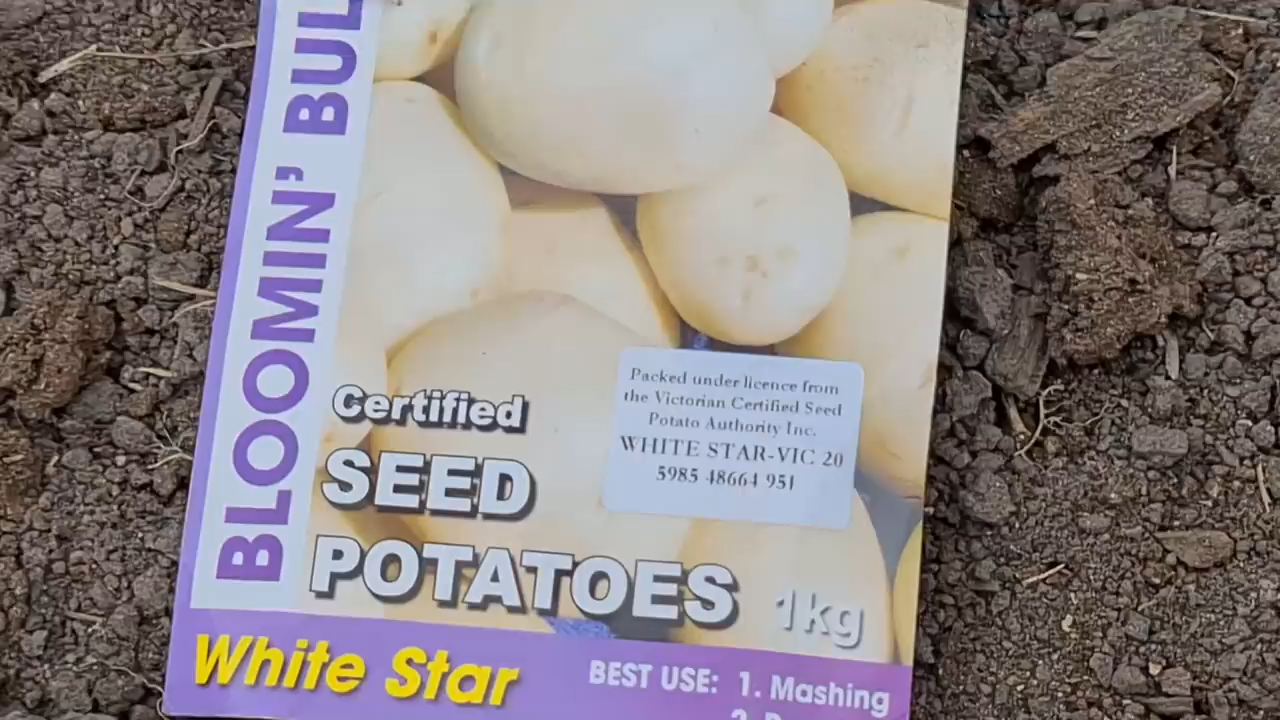 BLOOMIN' BUL
Certified
SEED
POTATOES 1kg
Packed under licence from
the Victorian Certified Seed
Potato Authority Inc.
WHITE STAR-VIC 20
5985 48664 951
White Star
BEST USE: 1. Mashing